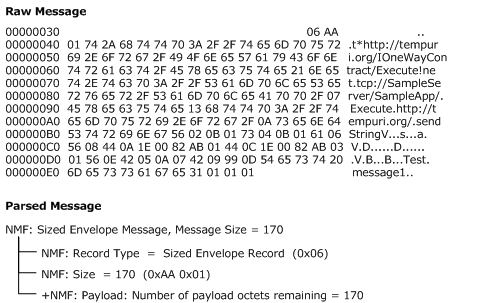 Raw Message
00000030 06 AA ..
00000040 01 74 2A 68 74 74 70 3A 2F 2F 74 65 6D 70 75 72 .t*http://tempur
00000050 69 2E 6F 72 67 2F 49 4F 6E 65 57 61 79 43 6F 6E i.org/IOneWayCon
00000060 74 72 61 63 74 2F 45 78 65 63 75 74 65 21 6E 65 tract/Execute!ne
00000070 74 2E 74 63 70 3A 2F 2F 53 61 6D 70 6C 65 53 65 t.tcp://SampleSe
00000080 72 76 65 72 2F 53 61 6D 70 6C 65 41 70 70 2F 07 rver/SampleApp/.
00000090 45 78 65 63 75 74 65 13 68 74 74 70 3A 2F 2F 74 Execute.http://t
000000A0 65 6D 70 75 72 69 2E 6F 72 67 2F 0A 73 65 6E 64 empuri.org/.send
000000B0 53 74 72 69 6E 67 56 02 0B 01 73 04 0B 01 61 06 StringV...s...a.
000000C0 56 08 44 0A 1E 00 82 AB 01 44 0C 1E 00 82 AB 03 V.D......D......
000000D0 01 56 0E 42 05 0A 07 42 09 99 0D 54 65 73 74 20 .V.B...B...Test.
000000E0 6D 65 73 73 61 67 65 31 01 01 01 message1..
Parsed Message
NMF: Sized Envelope Message, Message Size = 170
NMF: Record Type = Sized Envelope Record (0x06)
NMF: Size = 170 (0xAA 0x01)
+NMF: Payload: Number of payload octets remaining = 170